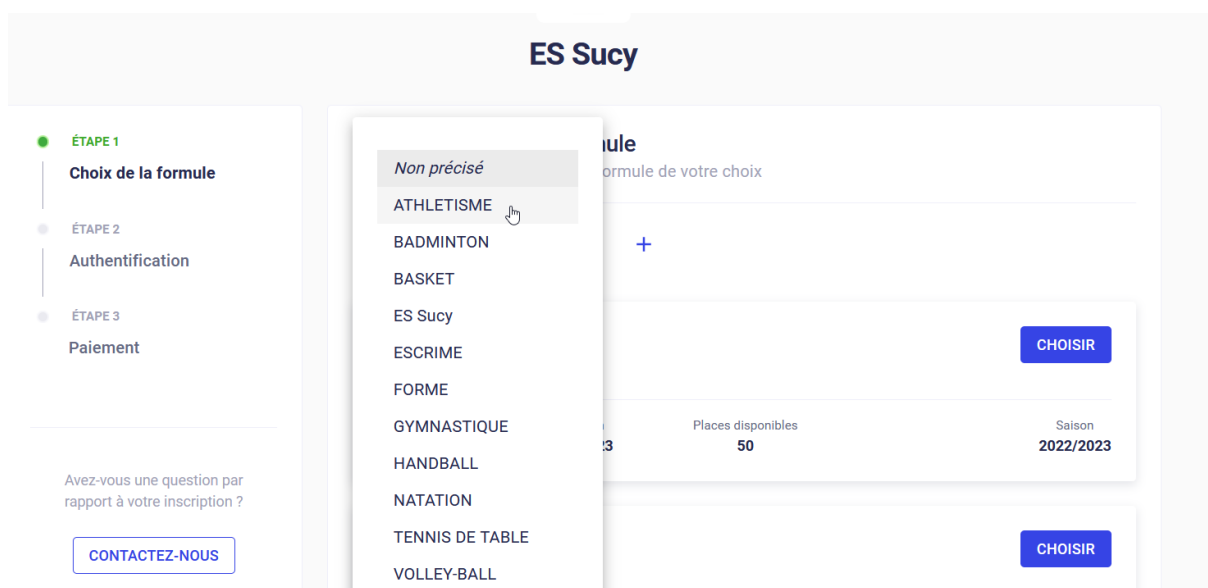 ES Sucy
ÉTAPE 1
Choix de la formule
ÉTAPE 2
Authentification
ÉTAPE 3
Paiement
Avez-vous une question par
rapport à votre inscription ?
CONTACTEZ-NOUS
Non précisé
ATHLETISME
BADMINTON
BASKET
ES Sucy
ESCRIME
FORME
GYMNASTIQUE
HANDBALL
NATATION
TENNIS DE TABLE
VOLLEY-BALL
de votre choix
+
CHOISIR
Places disponibles
50
Saison
2022/2023
CHOISIR